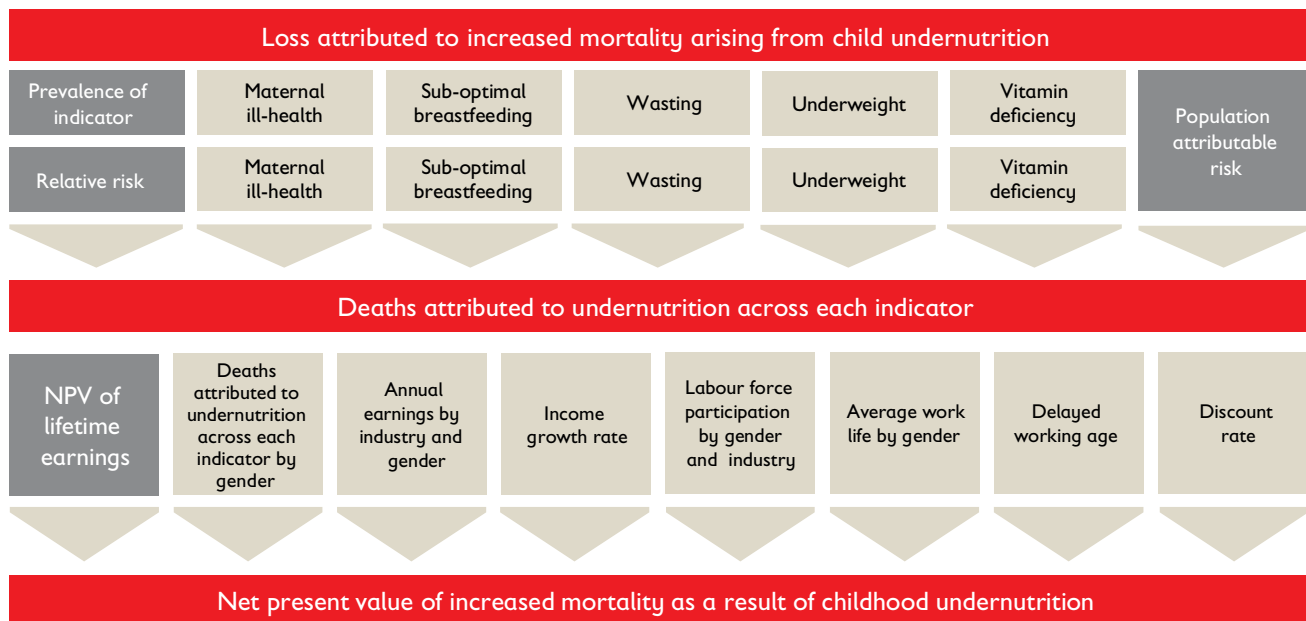 Loss attributed to increased mortality arising from child undernutrition
Prevalence of
indicator
Maternal
ill-health
Sub-optimal
breastfeeding
Wasting
Underweight
Vitamin
deficiency
Population
attributable
risk
Relative risk
Maternal
ill-health
Sub-optimal
breastfeeding
Wasting
Underweight
Vitamin
deficiency
Deaths attributed to undernutrition across each indicator
NPV of
lifetime
earnings
Deaths
attributed to
undernutrition
across each
indicator by
gender
Annual
earnings by
industry and
gender
Income
growth rate
Labour force
participation
by gender
and industry
Average work
life by gender
Delayed
working age
Discount
rate
Net present value of increased mortality as a result of childhood undernutrition